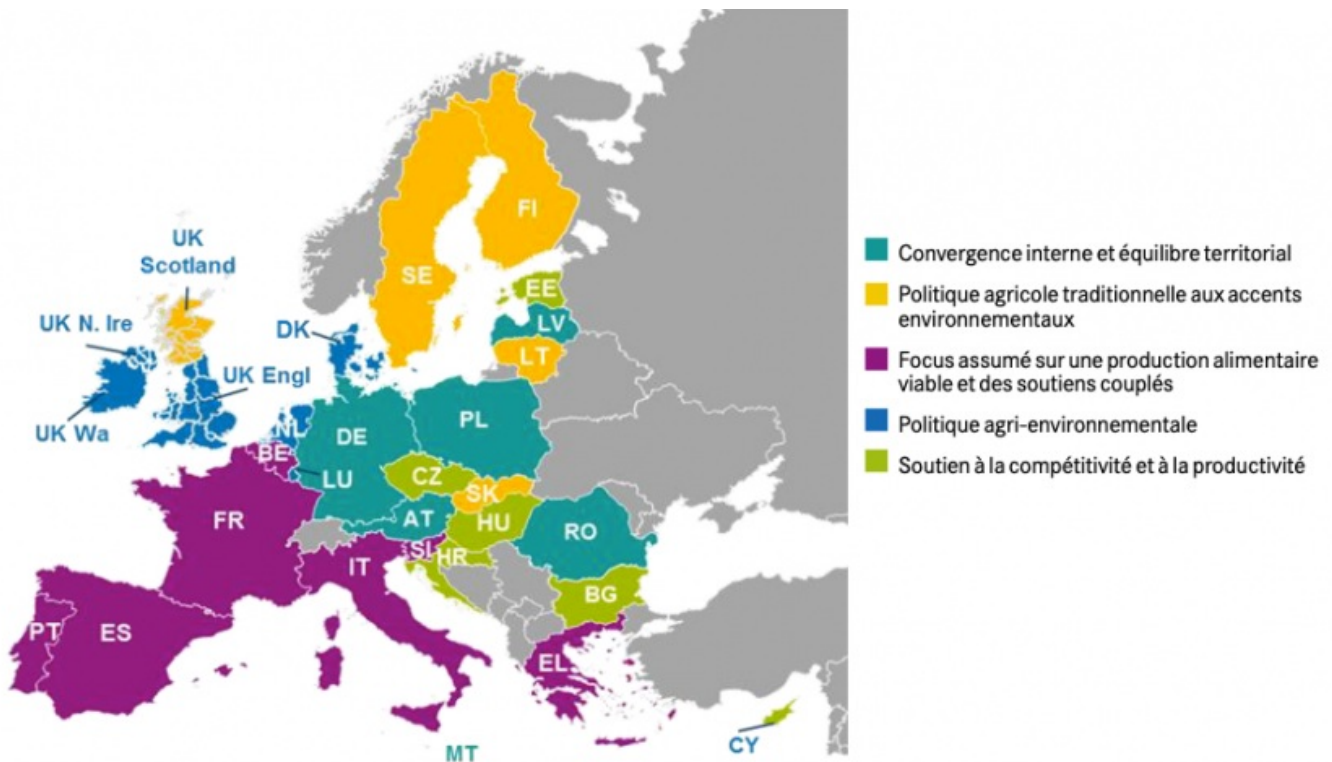 UK
Scotland
UK N. Ire
UK Wa
UK Engl
DK
FI
SE
EE
LV
LT
NL
BE
LU
DE
PL
CZ
SK
AT
HU
RO
FR
SI
HR
IT
BG
PT
ES
EL
MT
CY
Convergence interne et équilibre territorial
Politique agricole traditionnelle aux accents
environnementaux
Focus assumé sur une production alimentaire
viable et des soutiens couplés
Politique agri-environnementale
Soutien à la compétitivité et à la productivité